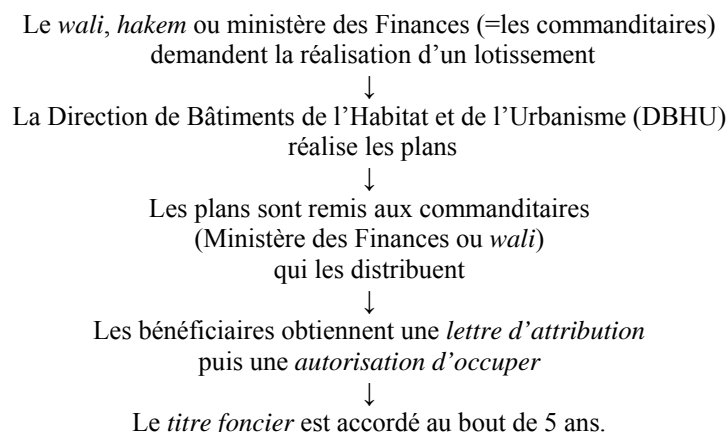 Le wali, hakem ou ministère des Finances (=les commanditaires)
demandent la réalisation d’un lotissement
↓
La Direction de Bâtiments de l’Habitat et de l’Urbanisme (DBHU)
réalise les plans
↓
Les plans sont remis aux commanditaires
(Ministère des Finances ou wali)
qui les distribuent
↓
Les bénéficiaires obtiennent une lettre d’attribution
puis une autorisation d’occuper
↓
Le titre foncier est accordé au bout de 5 ans.